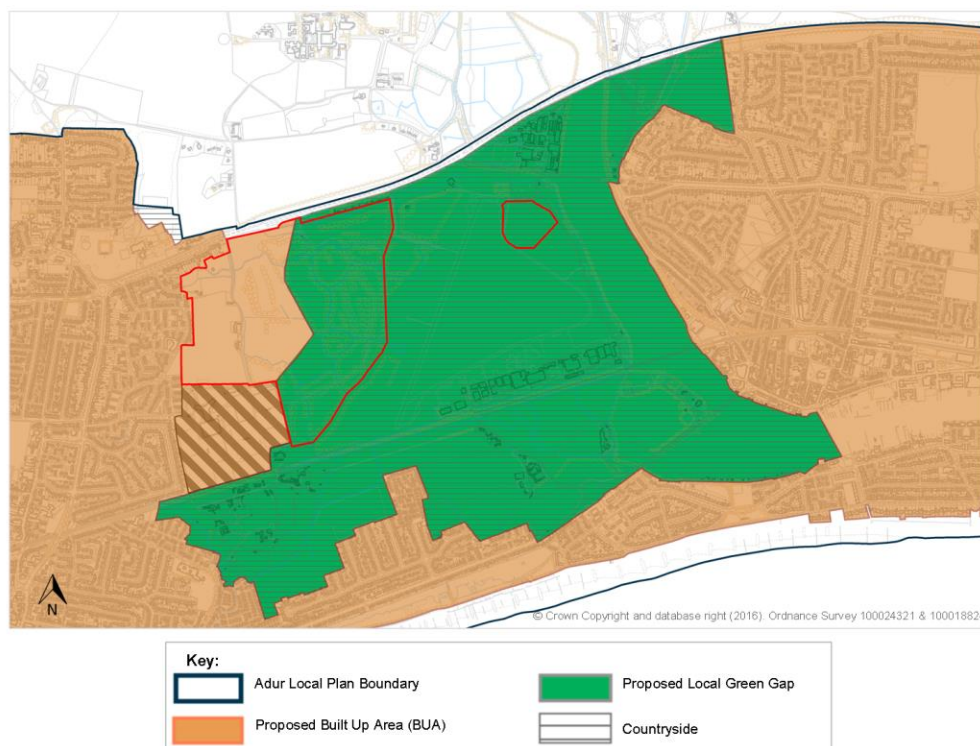 N
© Crown Copyright and database right (2016). Ordnance Survey 100024321 & 10001882
Key:
Adur Local Plan Boundary
Proposed Local Green Gap
Proposed Built Up Area (BUA)
Countryside